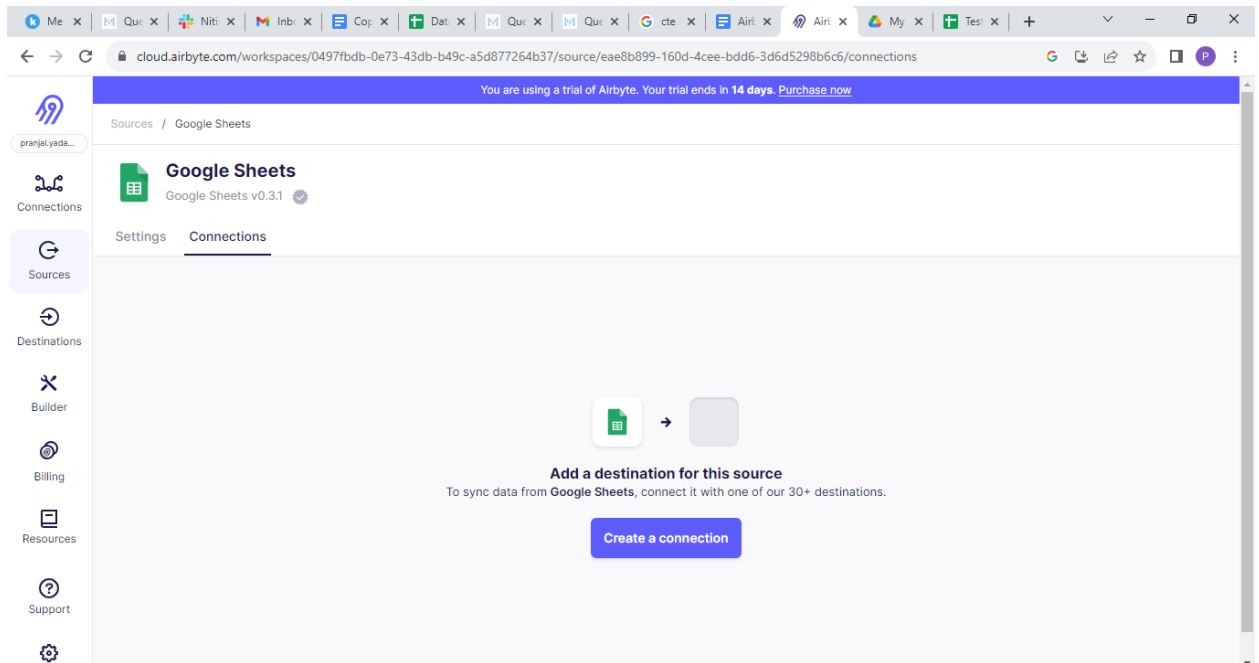 Me
Que
Niti
Inbo
Cop
Dat
Que
Que
cte
Airb
Airb
My
Test
cloud.airbyte.com/workspaces/0497fbdb-0e73-43db-b49c-a5d877264b37/source/eae8b899-160d-4cee-bdd6-3d6d5298b6c6/connections
P
You are using a trial of Airbyte. Your trial ends in 14 days. Purchase now
pranjal.yada...
Sources / Google Sheets
Google Sheets
Google Sheets v0.3.1
Settings Connections
Connections
Sources
Destinations
Builder
Billing
Resources
Support
Add a destination for this source
To sync data from Google Sheets, connect it with one of our 30+ destinations.
Create a connection